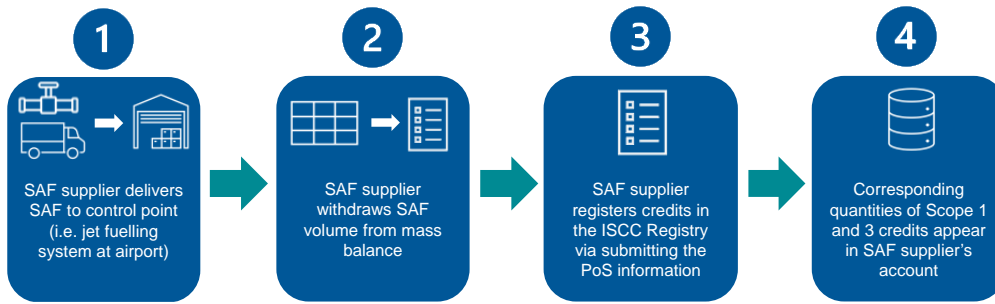 1
SAF supplier delivers
SAF to control point
(i.e. jet fuelling
system at airport)
2
SAF supplier
withdraws SAF
volume from mass
balance
3
SAF supplier
registers credits in
the ISCC Registry
via submitting the
PoS information
4
Corresponding
quantities of Scope 1
and 3 credits appear
in SAF supplier's
account